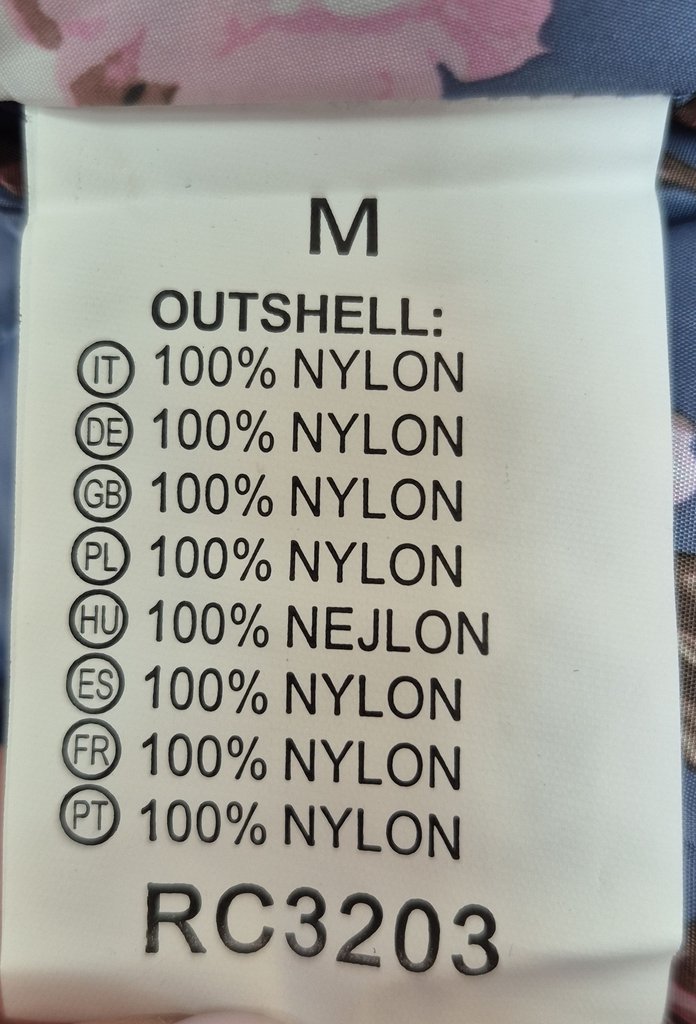 M
OUTSHELL:
IT 100% NYLON
DE 100% NYLON
GB 100% NYLON
PL 100% NYLON
HU 100% NEJLON
ES 100% NYLON
FR 100% NYLON
PT 100% NYLON
RC3203